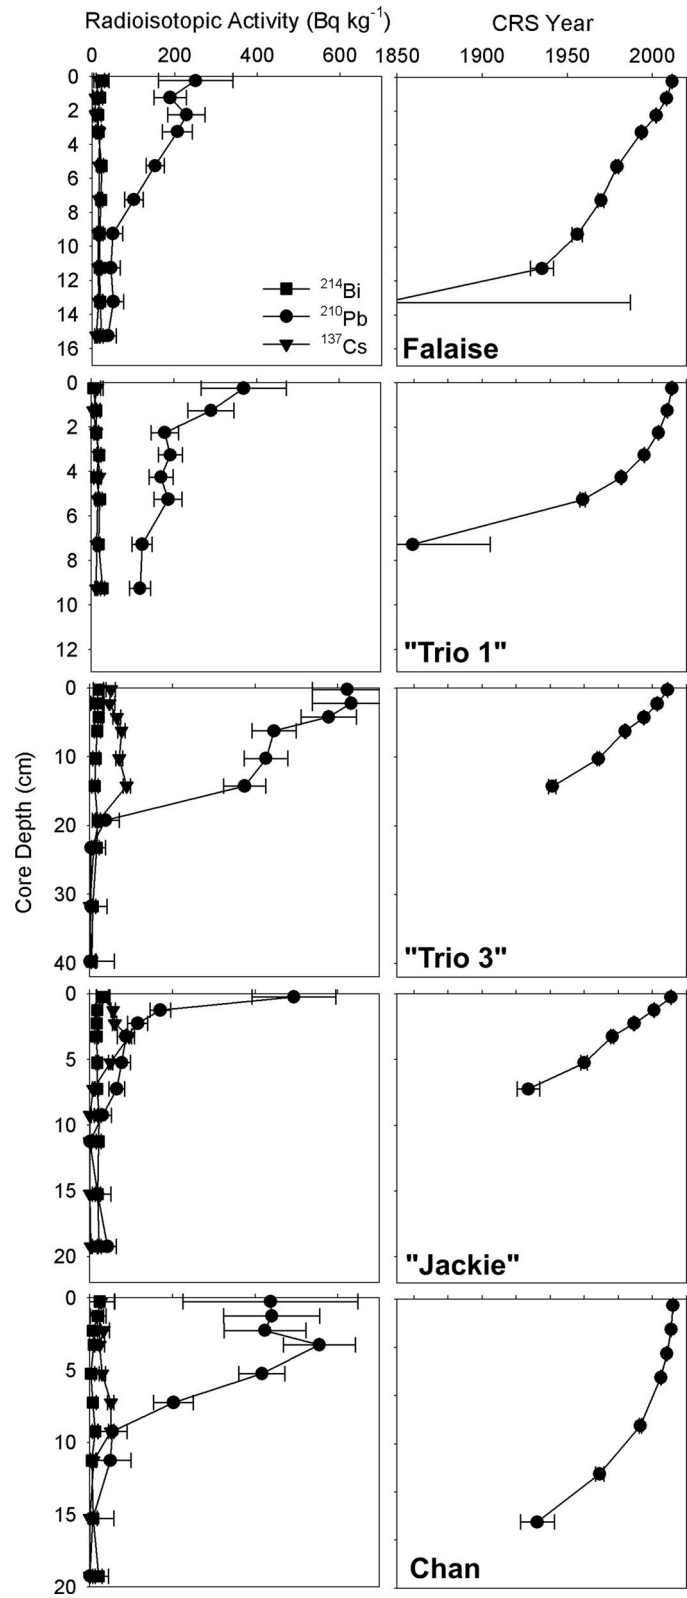 Radioisotopic Activity (Bq kg⁻¹) CRS Year
0 200 400 600 1850 1900 1950 2000
0
2
4
6
8
10
12
14
16
²¹⁴Bi
²¹⁰Pb
¹³⁷Cs
Falaise
0
2
4
6
8
10
12
"Trio 1"
Core Depth (cm)
0
10
20
30
40
"Trio 3"
0
5
10
15
20
"Jackie"
0
5
10
15
20
Chan